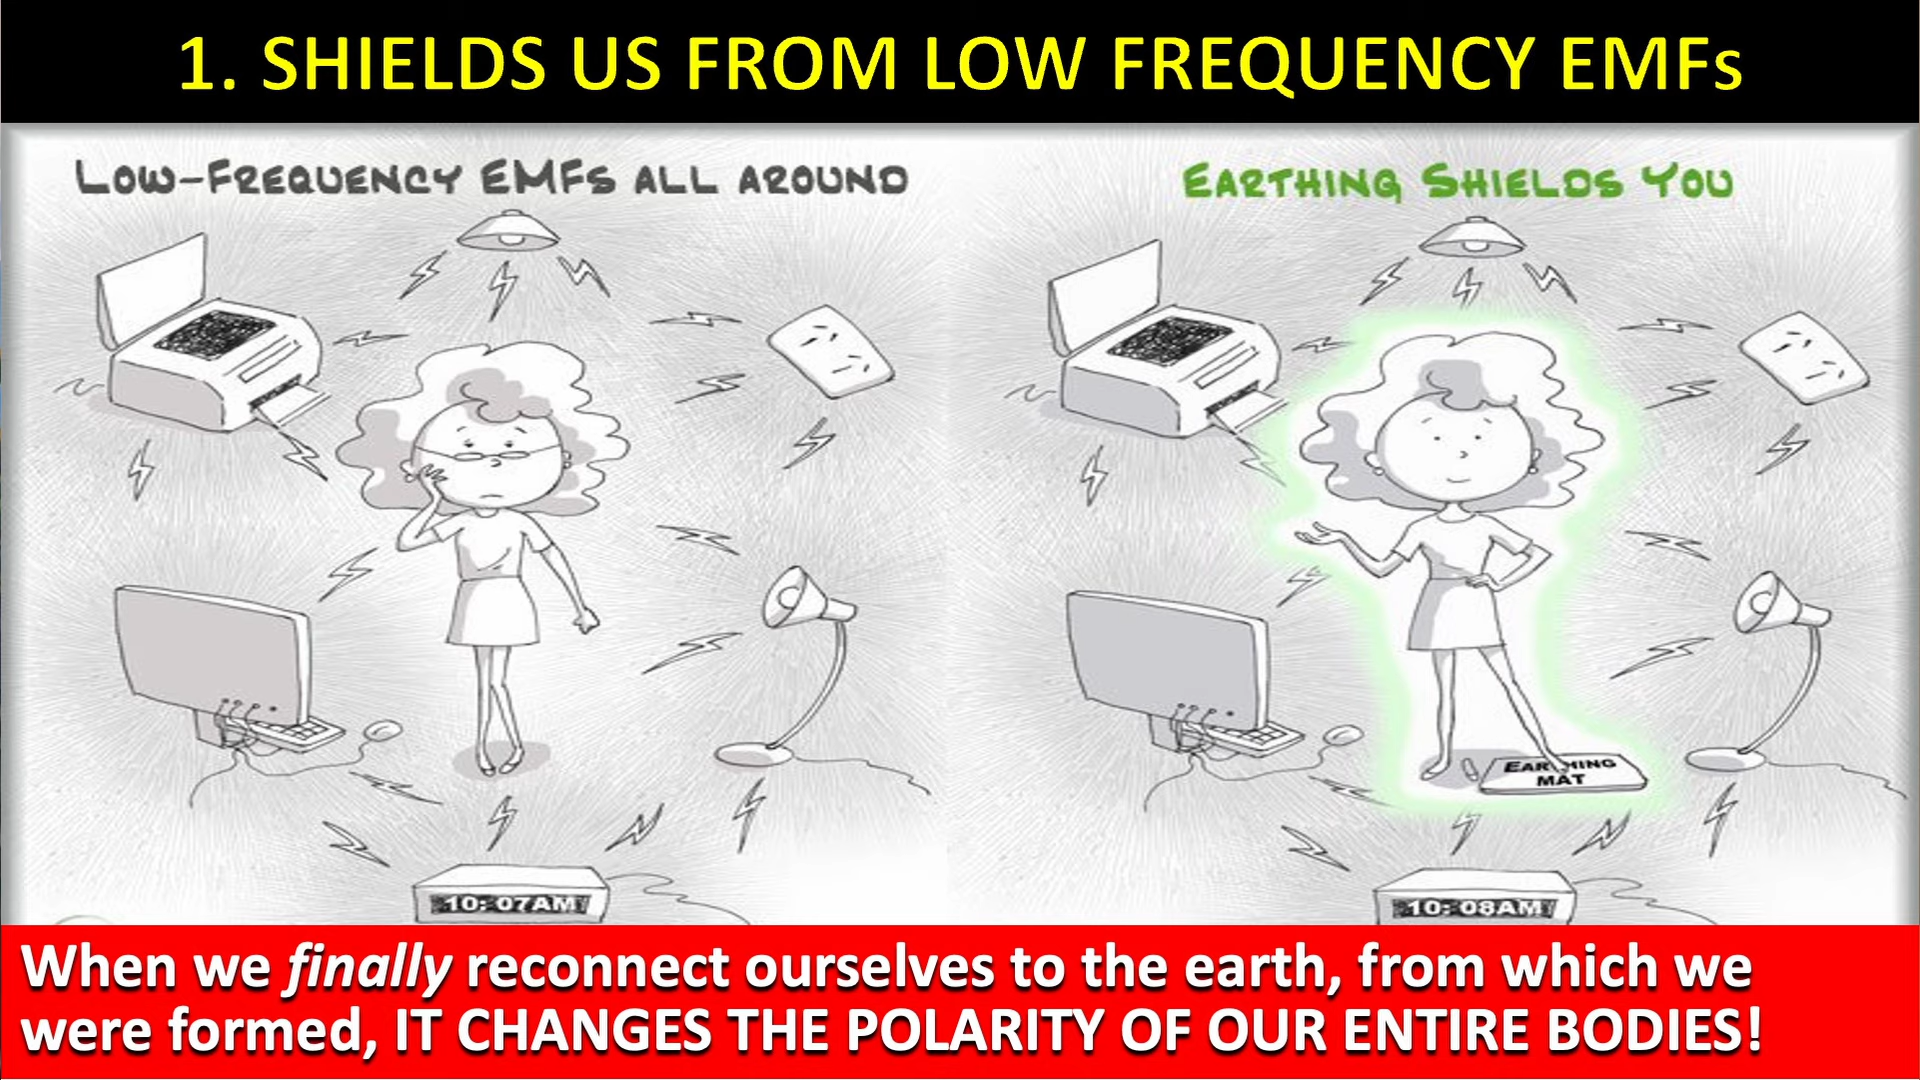 1. SHIELDS US FROM LOW FREQUENCY EMFs
LOW-FREQUENCY EMFS ALL AROUND
EARTHING SHIELDS YOU
EARTHING
MAT
10:07AM
10:08AM
When we finally reconnect ourselves to the earth, from which we
were formed, IT CHANGES THE POLARITY OF OUR ENTIRE BODIES!